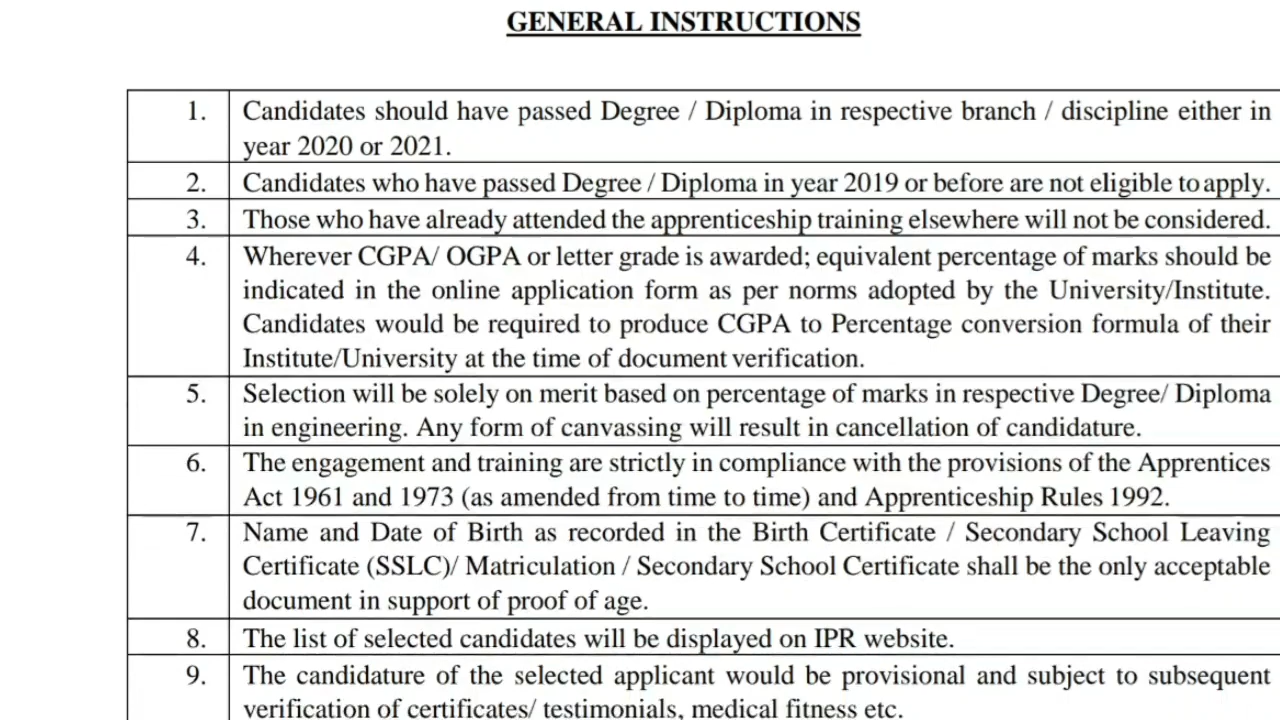 GENERAL INSTRUCTIONS
1. Candidates should have passed Degree / Diploma in respective branch / discipline either in
year 2020 or 2021.
2. Candidates who have passed Degree / Diploma in year 2019 or before are not eligible to apply.
3. Those who have already attended the apprenticeship training elsewhere will not be considered.
4. Wherever CGPA/ OGPA or letter grade is awarded; equivalent percentage of marks should be
indicated in the online application form as per norms adopted by the University/Institute.
Candidates would be required to produce CGPA to Percentage conversion formula of their
Institute/University at the time of document verification.
5. Selection will be solely on merit based on percentage of marks in respective Degree/ Diploma
in engineering. Any form of canvassing will result in cancellation of candidature.
6. The engagement and training are strictly in compliance with the provisions of the Apprentices
Act 1961 and 1973 (as amended from time to time) and Apprenticeship Rules 1992.
7. Name and Date of Birth as recorded in the Birth Certificate / Secondary School Leaving
Certificate (SSLC)/ Matriculation / Secondary School Certificate shall be the only acceptable
document in support of proof of age.
8. The list of selected candidates will be displayed on IPR website.
9. The candidature of the selected applicant would be provisional and subject to subsequent
verification of certificates/ testimonials, medical fitness etc.